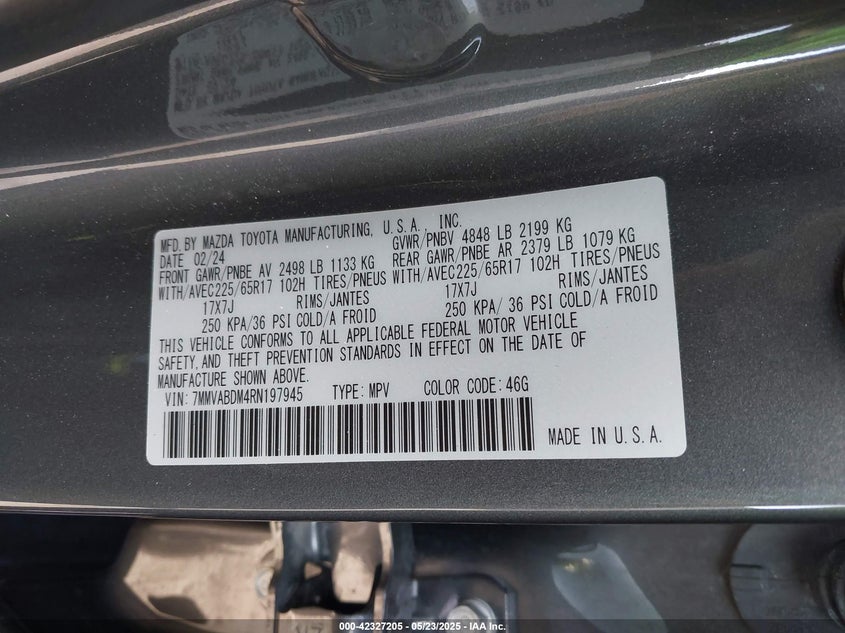 MFD. BY MAZDA TOYOTA MANUFACTURING, U.S.A. INC.
DATE 02/24 GVWR/PNBV 4848 LB 2199 KG
FRONT GAWR/PNBE AV 2498 LB 1133 KG REAR GAWR/PNBE AR 2379 LB 1079 KG
WITH/AVEC225/65R17 102H TIRES/PNEUS WITH/AVEC225/65R17 102H TIRES/PNEUS
17X7J RIMS/JANTES 17X7J RIMS/JANTES
250 KPA/36 PSI COLD/A FROID 250 KPA/ 36 PSI COLD/A FROID
THIS VEHICLE CONFORMS TO ALL APPLICABLE FEDERAL MOTOR VEHICLE
SAFETY, AND THEFT PREVENTION STANDARDS IN EFFECT ON THE DATE OF
MANUFACTURE SHOWN ABOVE.
VIN: 7MMVABDM4RN197945 TYPE: MPV COLOR CODE: 46G
MADE IN U.S.A.
000-42327205 - 05/23/2025 - IAA Inc.